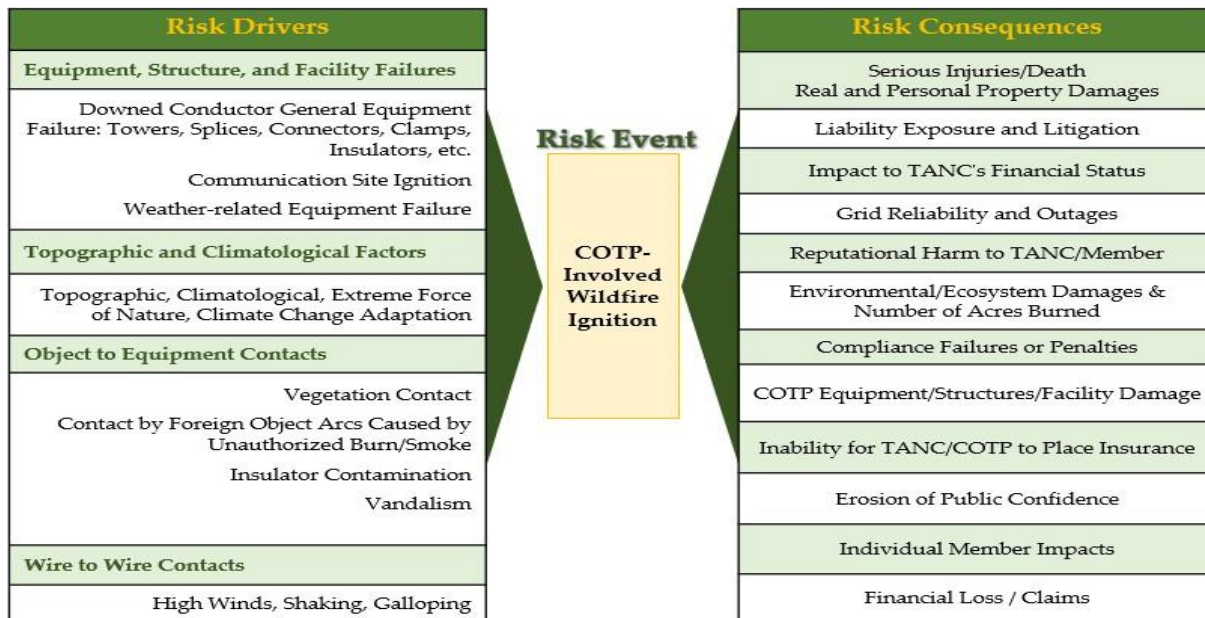 Risk Drivers
Equipment, Structure, and Facility Failures
Downed Conductor General Equipment
Failure: Towers, Splices, Connectors, Clamps,
Insulators, etc.
Communication Site Ignition
Weather-related Equipment Failure
Topographic and Climatological Factors
Topographic, Climatological, Extreme Force
of Nature, Climate Change Adaptation
Object to Equipment Contacts
Vegetation Contact
Contact by Foreign Object Arcs Caused by
Unauthorized Burn/Smoke
Insulator Contamination
Vandalism
Wire to Wire Contacts
High Winds, Shaking, Galloping
Risk Event
COTP-
Involved
Wildfire
Ignition
Risk Consequences
Serious Injuries/Death
Real and Personal Property Damages
Liability Exposure and Litigation
Impact to TANC's Financial Status
Grid Reliability and Outages
Reputational Harm to TANC/Member
Environmental/Ecosystem Damages &
Number of Acres Burned
Compliance Failures or Penalties
COTP Equipment/Structures/Facility Damage
Inability for TANC/COTP to Place Insurance
Erosion of Public Confidence
Individual Member Impacts
Financial Loss / Claims